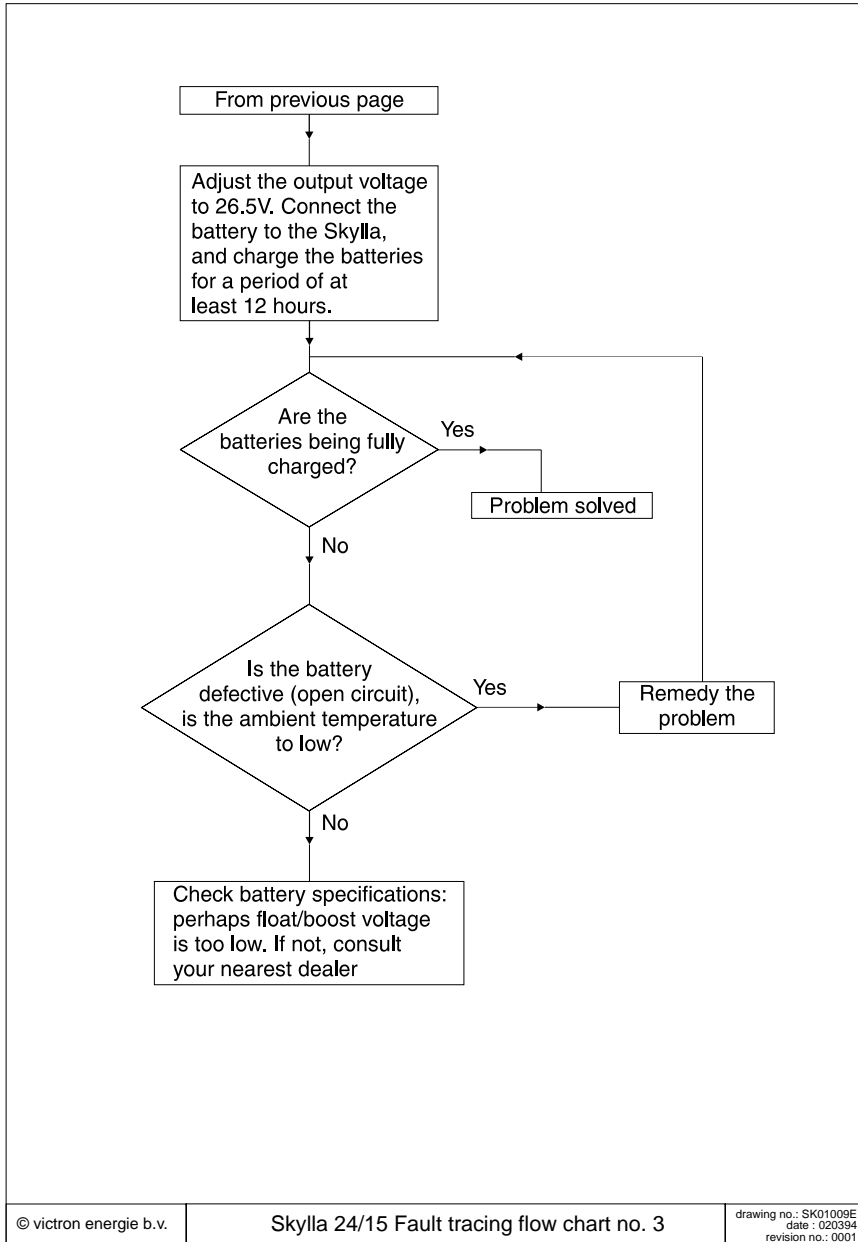 From previous page
Adjust the output voltage
to 26.5V. Connect the
battery to the Skylla,
and charge the batteries
for a period of at
least 12 hours.
Are the
batteries being fully
charged?
Yes
Problem solved
No
Is the battery
defective (open circuit),
is the ambient temperature
to low?
Yes
Remedy the
problem
No
Check battery specifications:
perhaps float/boost voltage
is too low. If not, consult
your nearest dealer
© victron energie b.v.
Skylla 24/15 Fault tracing flow chart no. 3
drawing no.: SK01009E
date : 020394
revision no.: 0001